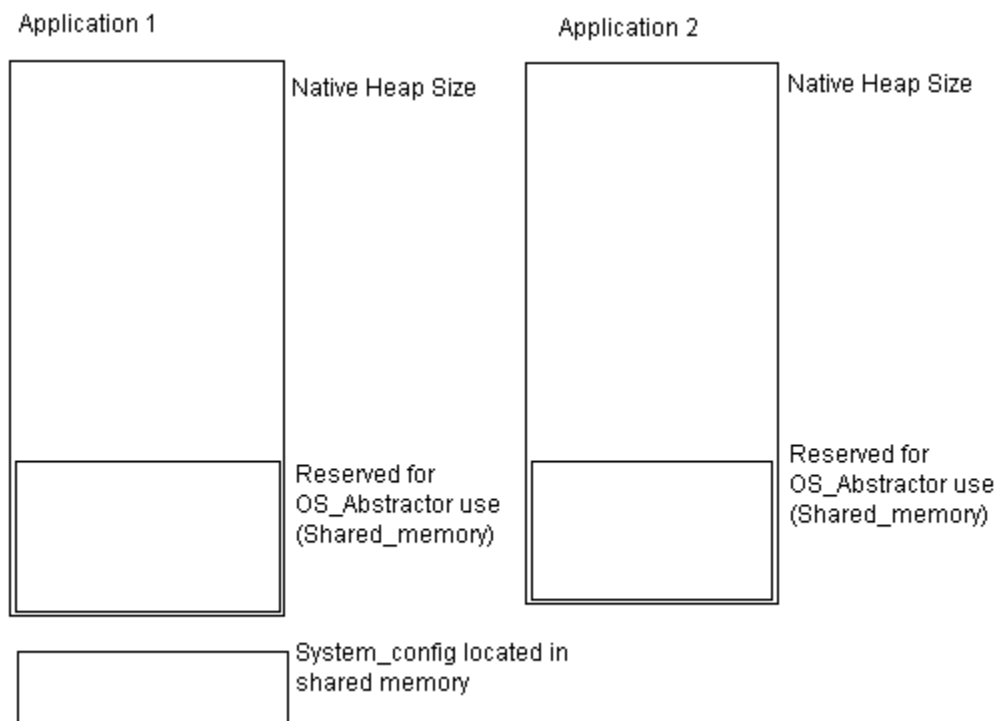 Application 1
Application 2
Native Heap Size
Native Heap Size
Reserved for
OS_Abstractor use
(Shared_memory)
Reserved for
OS_Abstractor use
(Shared_memory)
System_config located in
shared memory